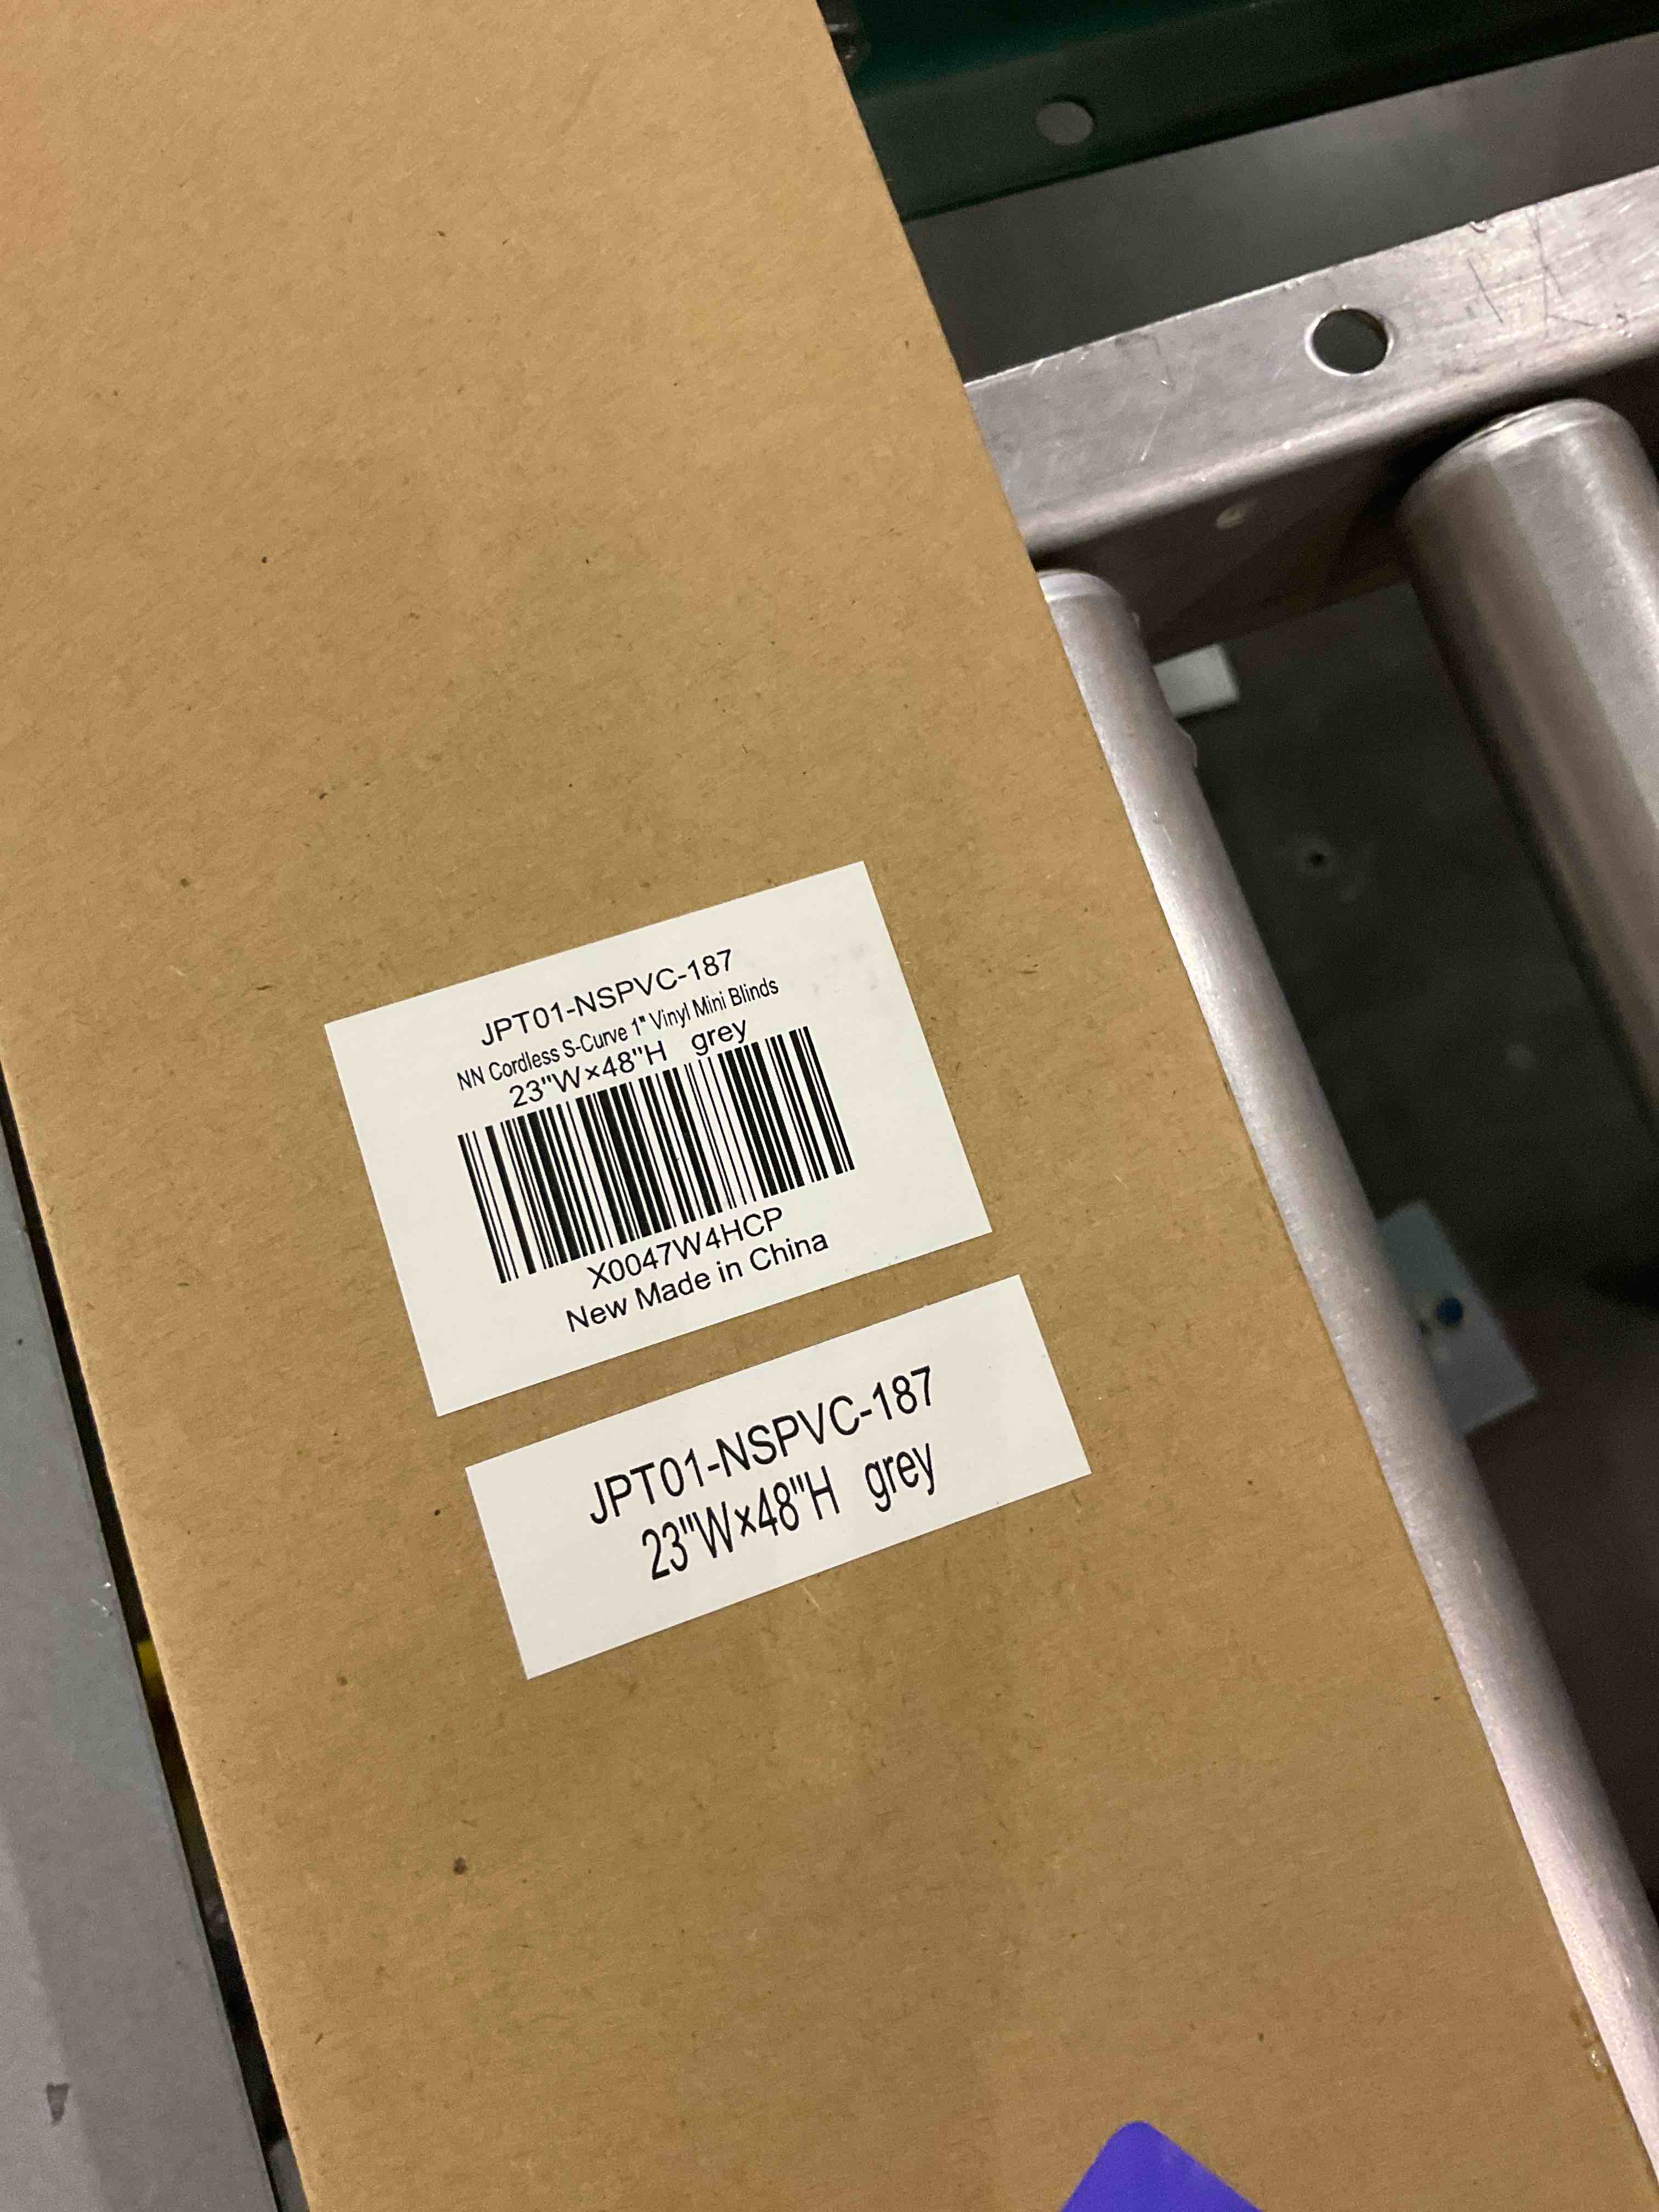 JPT01-NSPVC-187
NN Cordless S-Curve 1" Vinyl Mini Blinds
23"W×48"H grey
X0047W4HCP
New Made in China
JPT01-NSPVC-187
23"W×48"H grey